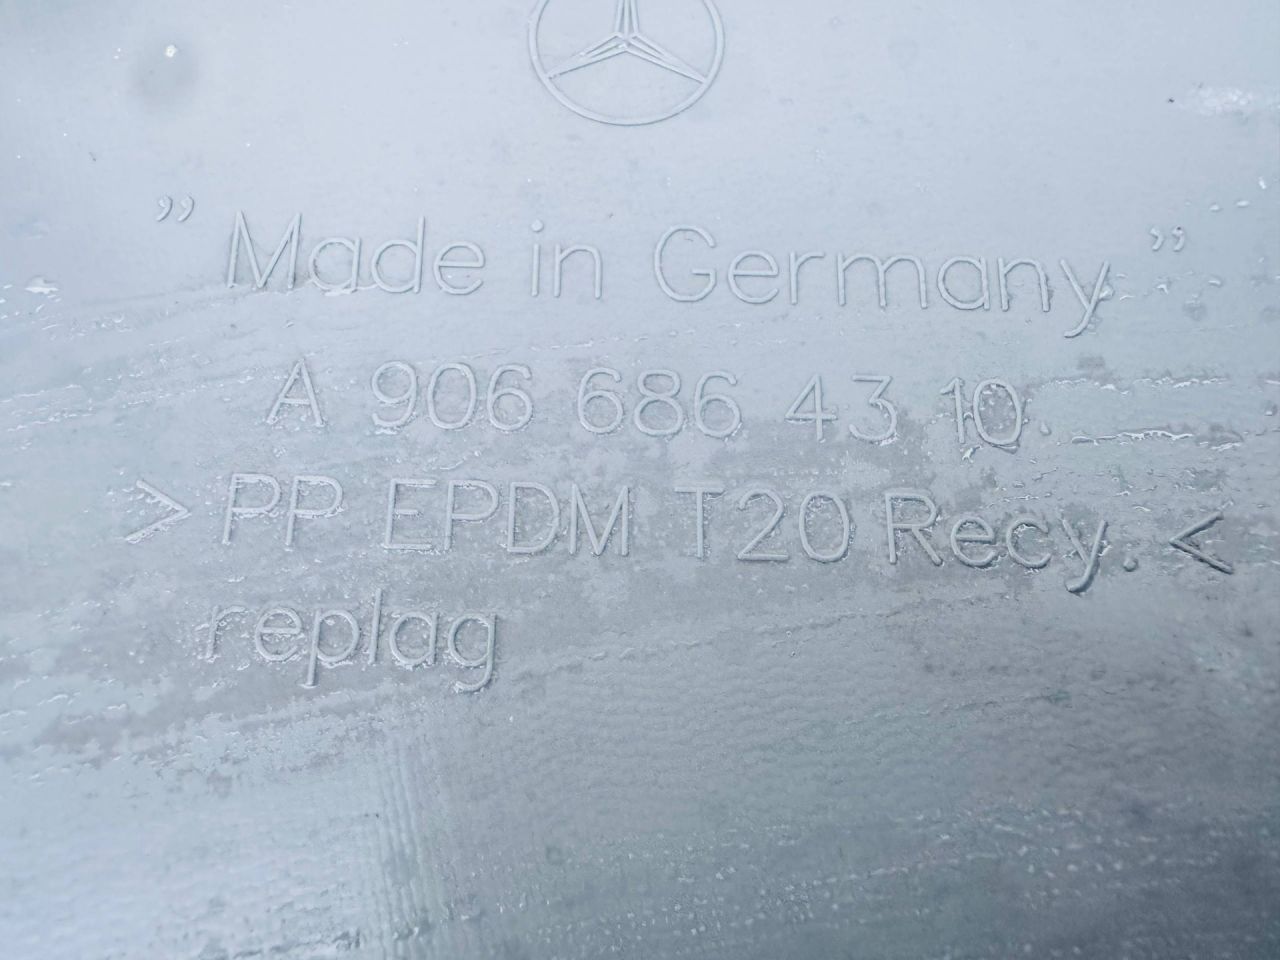 ” Made in Germany ”
A 906 686 43 10
> PP EPDM T20 Recy. <
replag